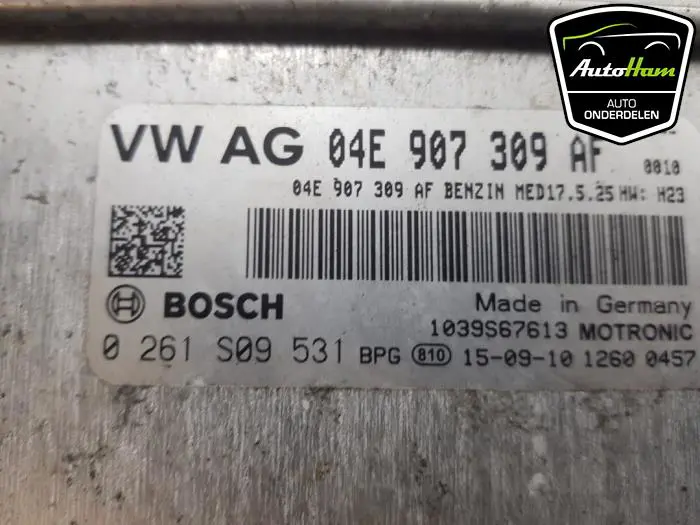 AutoHam
AUTO
ONDERDELEN
VW AG 04E 907 309 AF 0010
04E 907 309 AF BENZIN MED17.5.25 HW: H23
BOSCH
Made in Germany
1039S67613 MOTRONIC
0 261 S09 531 BPG 810 15-09-10 1260 0457